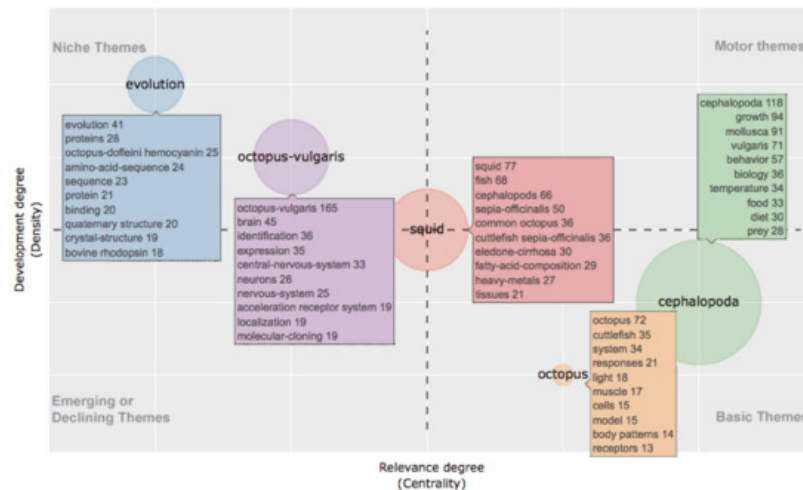 Niche Themes
Motor themes
evolution
evolution 41
proteins 28
octopus-dofleini hemocyanin 25
amino-acid-sequence 24
sequence 23
protein 21
binding 20
quaternary structure 20
crystal-structure 19
bovine rhodopsin 18
octopus-vulgaris
octopus-vulgaris 165
brain 45
identification 36
expression 35
central-nervous-system 33
neurons 26
nervous-system 25
acceleration receptor system 19
localization 19
molecular-cloning 19
squid
squid 77
fish 68
cephalopods 66
sepia-officinalis 50
common octopus 36
cuttlefish sepia-officinalis 36
eledone-cirrhosa 30
fatty-acid-composition 29
heavy-metals 27
tissues 21
cephalopoda 118
growth 94
mollusca 91
vulgaris 71
behavior 57
biology 36
temperature 34
food 33
diet 30
prey 28
cephalopoda
octopus
octopus 72
cuttlefish 35
system 34
responses 21
light 18
muscle 17
cells 15
model 15
body patterns 14
receptors 13
Emerging or
Declining Themes
Basic Themes
Development degree
(Density)
Relevance degree
(Centrality)